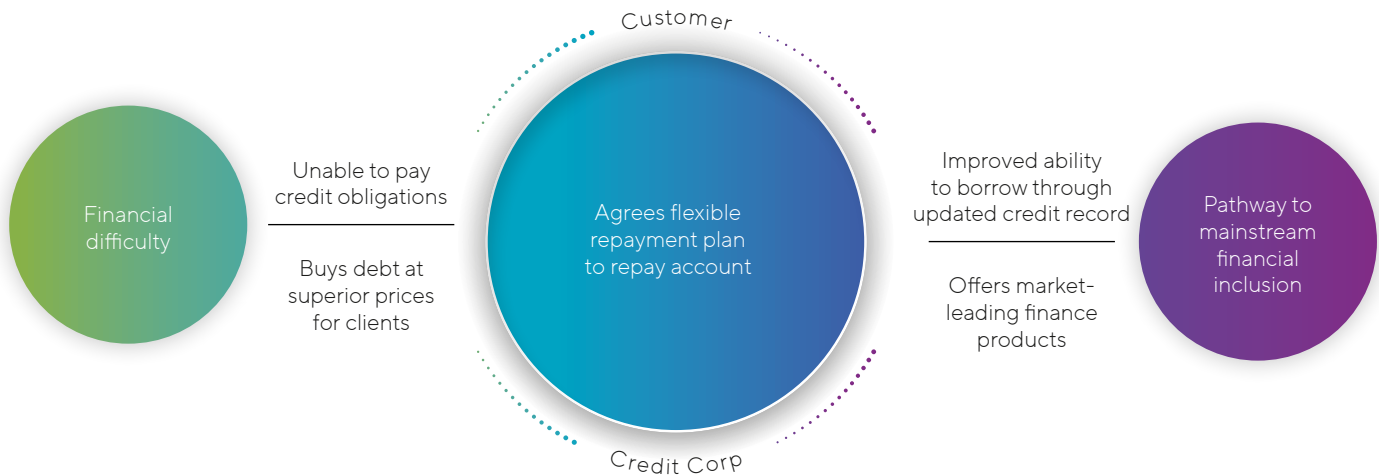 Customer
Financial
difficulty
Unable to pay
credit obligations
Buys debt at
superior prices
for clients
Agrees flexible
repayment plan
to repay account
Improved ability
to borrow through
updated credit record
Offers market-
leading finance
products
Pathway to
mainstream
financial
inclusion
Credit Corp